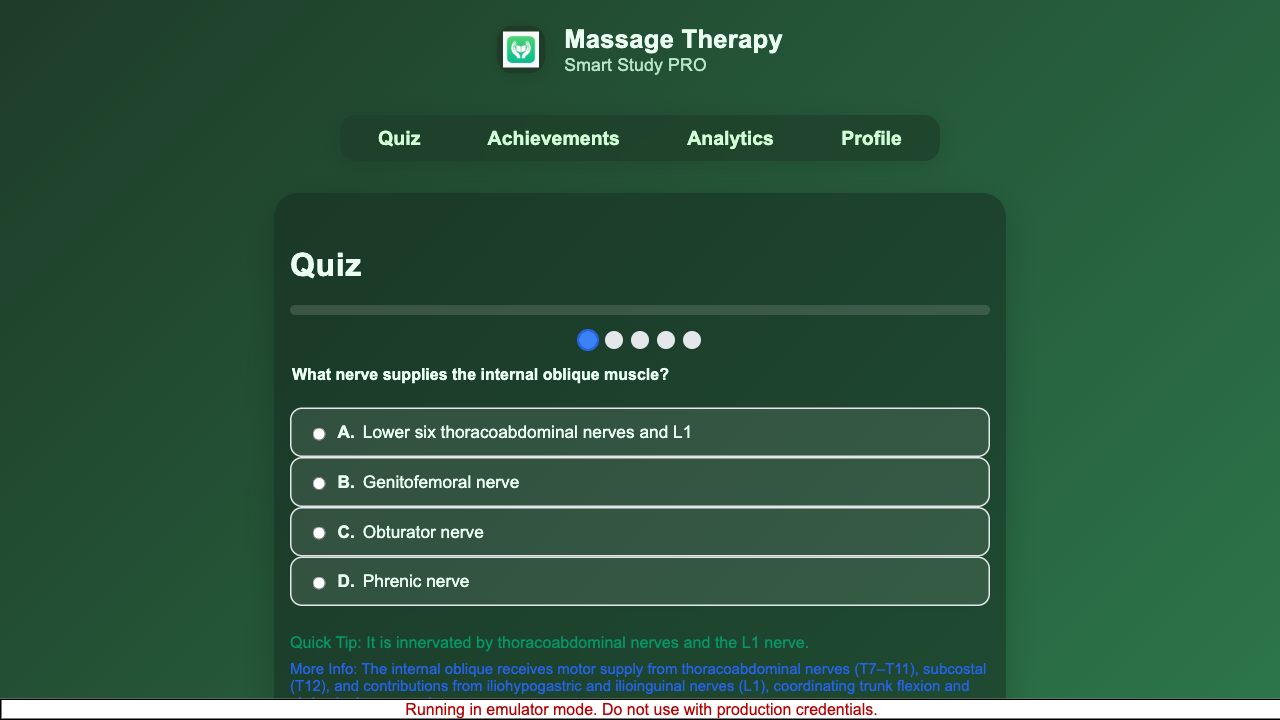 Massage Therapy
Smart Study PRO
Quiz Achievements Analytics Profile
Quiz
What nerve supplies the internal oblique muscle?
A. Lower six thoracoabdominal nerves and L1
B. Genitofemoral nerve
C. Obturator nerve
D. Phrenic nerve
Quick Tip: It is innervated by thoracoabdominal nerves and the L1 nerve.
More Info: The internal oblique receives motor supply from thoracoabdominal nerves (T7–T11), subcostal
(T12), and contributions from iliohypogastric and ilioinguinal nerves (L1), coordinating trunk flexion and
Running in emulator mode. Do not use with production credentials.